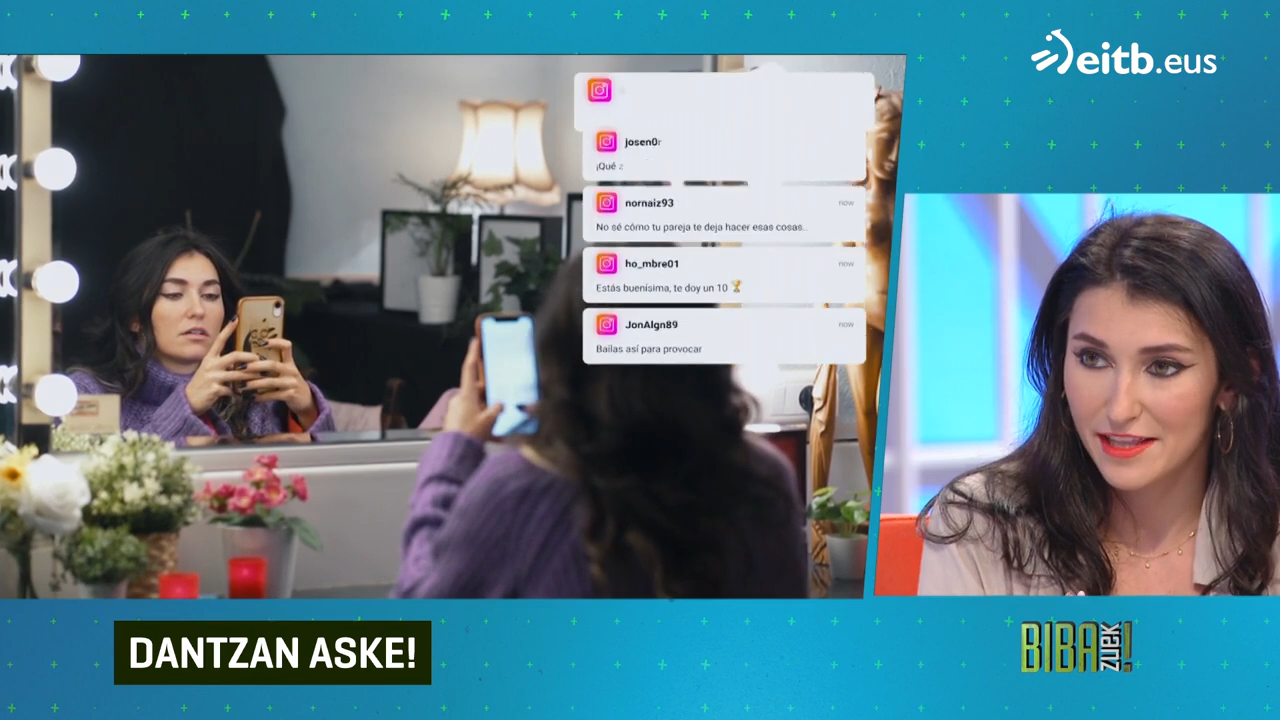 eitb.eus
josen0r
¡Qué
nornaiz93 now
No sé cómo tu pareja te deja hacer esas cosas..
ho_mbre01 now
Estás buenísima, te doy un 10 🏆
JonAlgn89 now
Bailas así para provocar
DANTZAN ASKE!
BIBA ZUEK!